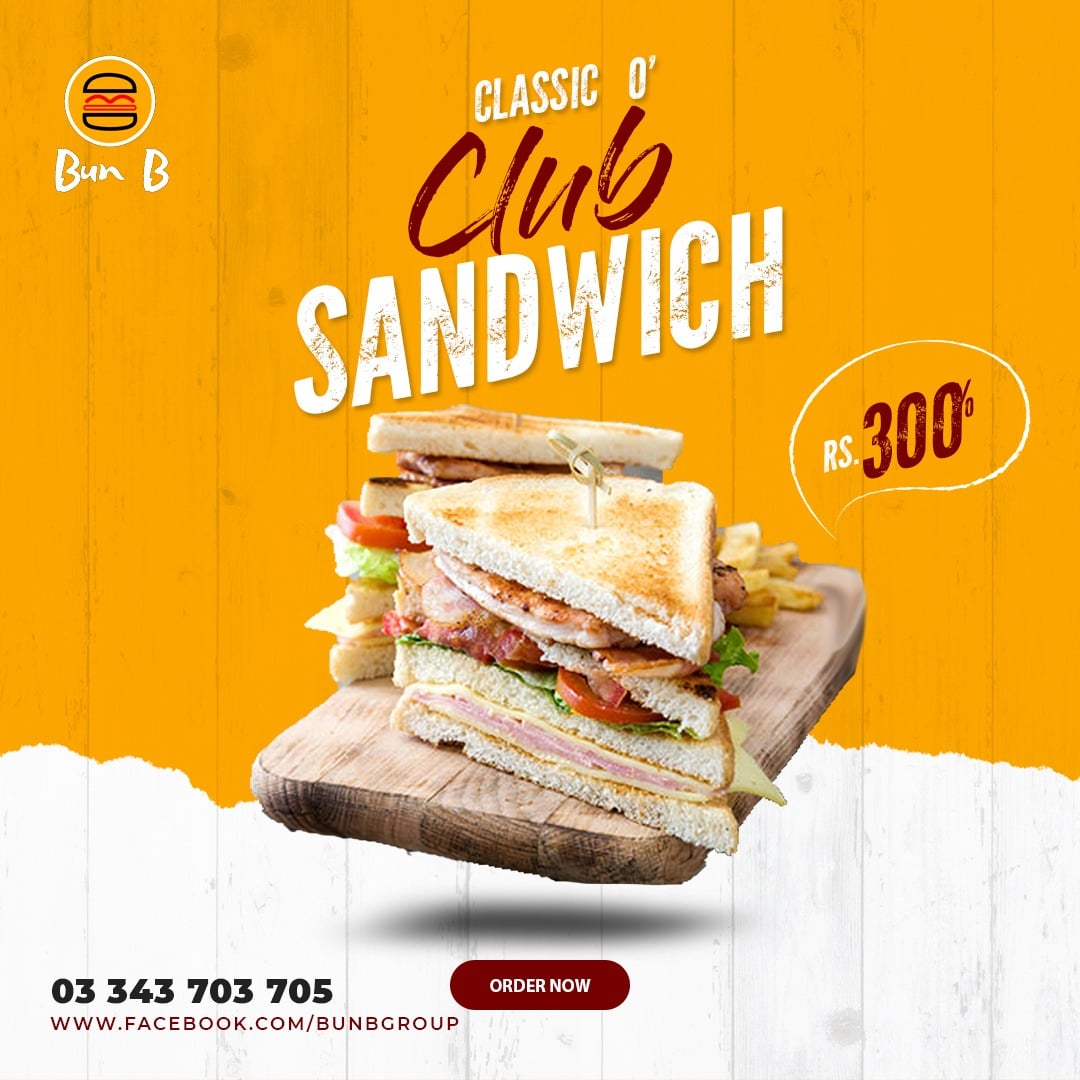 Bun B
CLASSIC O'
Club
SANDWICH
RS. 300%
03 343 703 705
WWW.FACEBOOK.COM/BUNBGROUP
ORDER NOW